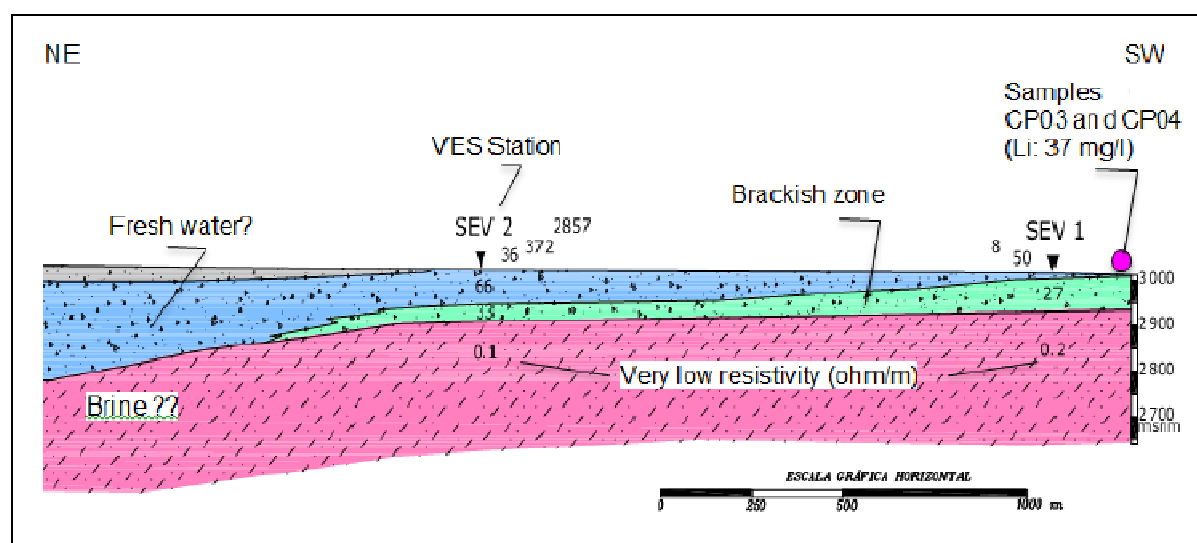 NE
SW
Samples
CP03 and CP04
(Li: 37 mg/l)
VES Station
Brackish zone
Fresh water?
SEV 2
36
372
2857
8
50
SEV 1
66
33
27
0.1
0.2
Very low resistivity (ohm/m)
Brine ??
3000
2900
2800
2700
msnm
ESCALA GRÁFICA HORIZONTAL
0
250
500
1000 m